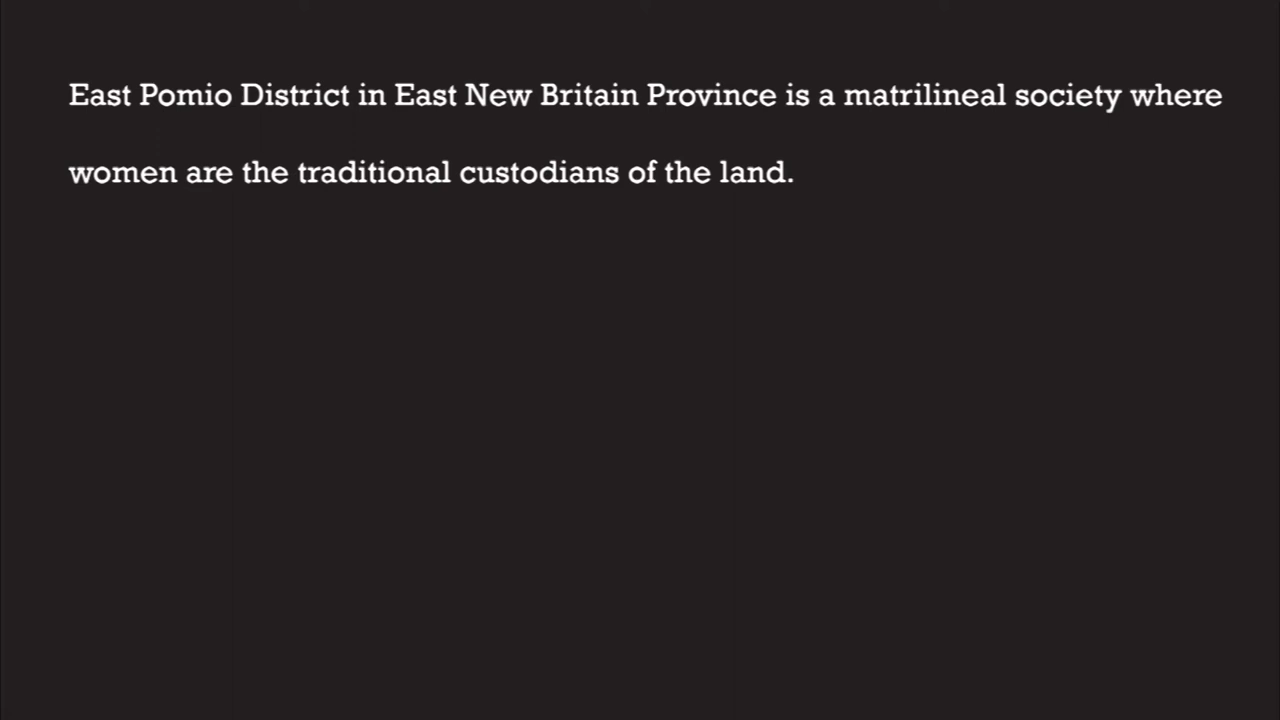 East Pomio District in East New Britain Province is a matrilineal society where
women are the traditional custodians of the land.